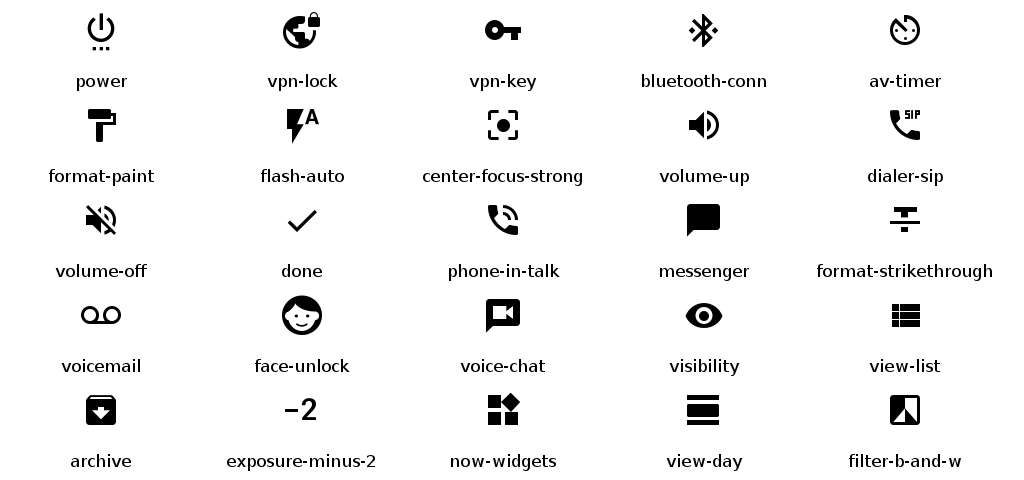 power vpn-lock vpn-key bluetooth-conn av-timer
A SIP
format-paint flash-auto center-focus-strong volume-up dialer-sip
volume-off done phone-in-talk messenger format-strikethrough
voicemail face-unlock voice-chat visibility view-list
-2
archive exposure-minus-2 now-widgets view-day filter-b-and-w